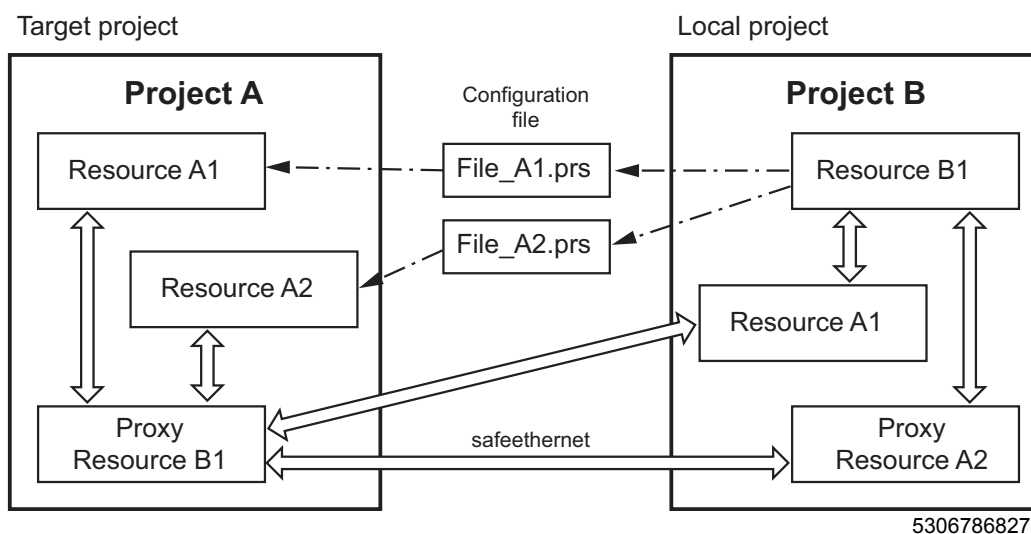 Target project
Local project
Project A
Configuration
file
Project B
Resource A1
File_A1.prs
Resource B1
File_A2.prs
Resource A2
Resource A1
Proxy
Resource B1
safeethernet
Proxy
Resource A2
5306786827